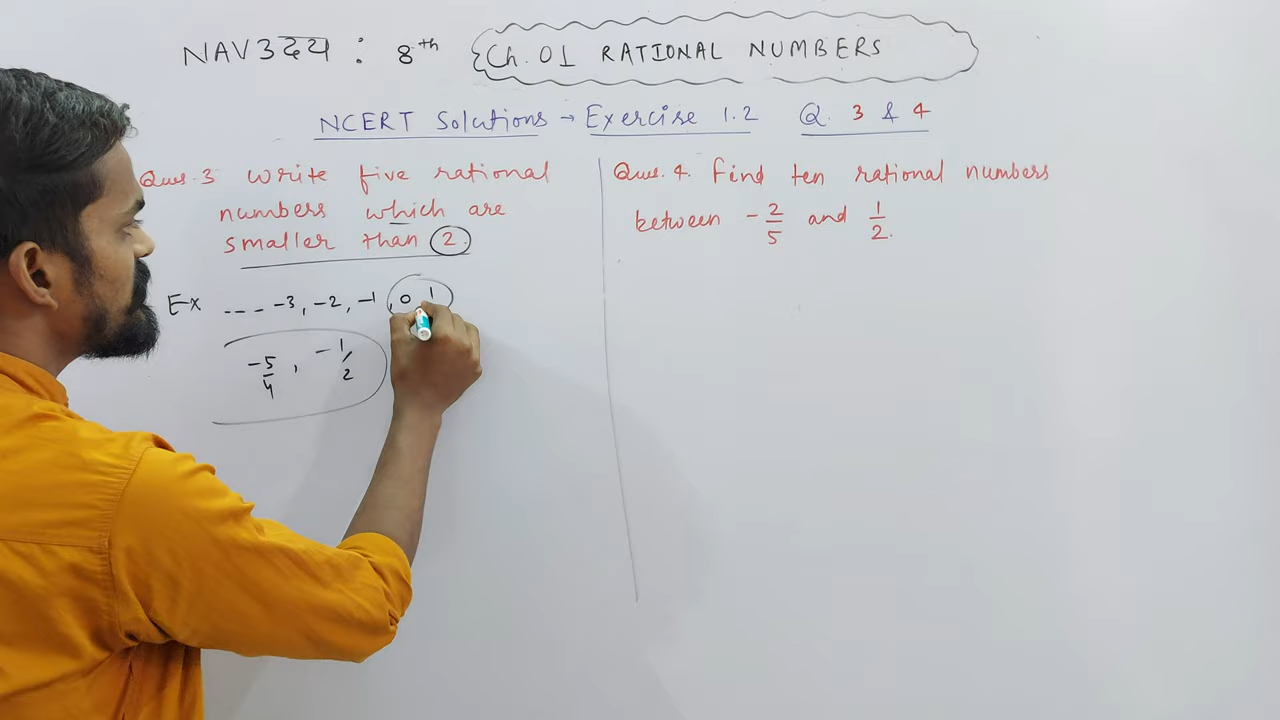 NAV3दय : 8th Ch. 01 RATIONAL NUMBERS
NCERT Solutions → Exercise 1.2 Q. 3 & 4
Ques. 3 Write five rational
numbers which are
smaller than 2.
Ex --- -3, -2, -1, 0 1
-5/4, -1/2
Ques. 4. Find ten rational numbers
between -2/5 and 1/2.